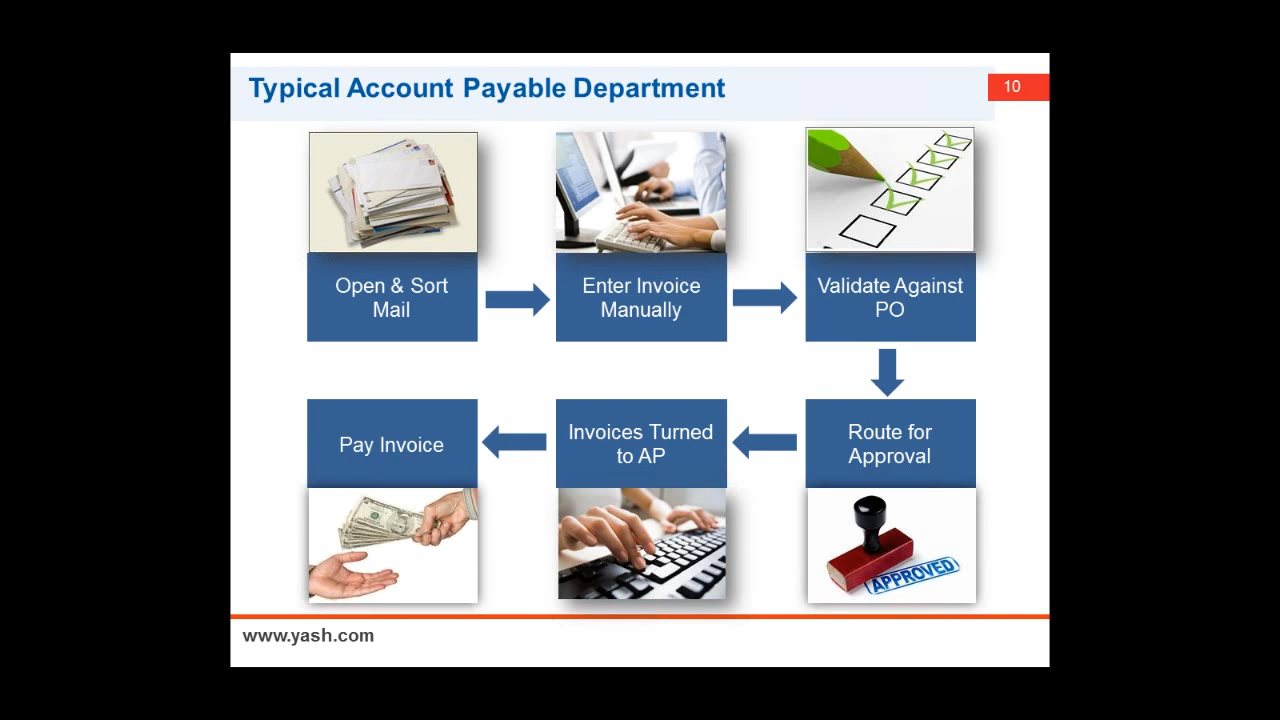 Typical Account Payable Department
10
Open & Sort
Mail
Enter Invoice
Manually
Validate Against
PO
Pay Invoice
Invoices Turned
to AP
Route for
Approval
APPROVED
www.yash.com